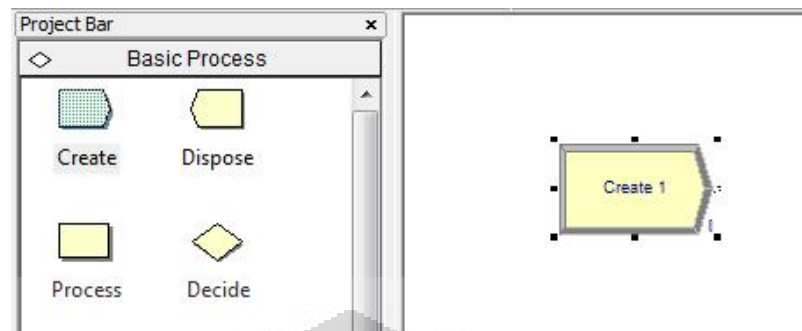 Project Bar
Basic Process
Create
Dispose
Process
Decide
Create 1